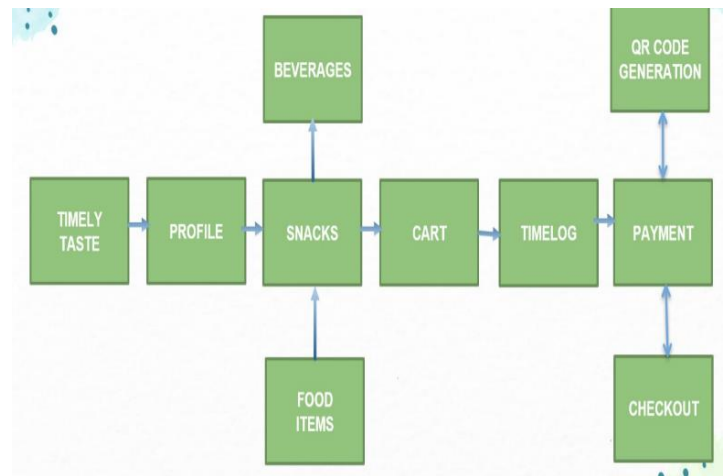 BEVERAGES
QR CODE
GENERATION
TIMELY
TASTE
PROFILE
SNACKS
CART
TIMELOG
PAYMENT
FOOD
ITEMS
CHECKOUT